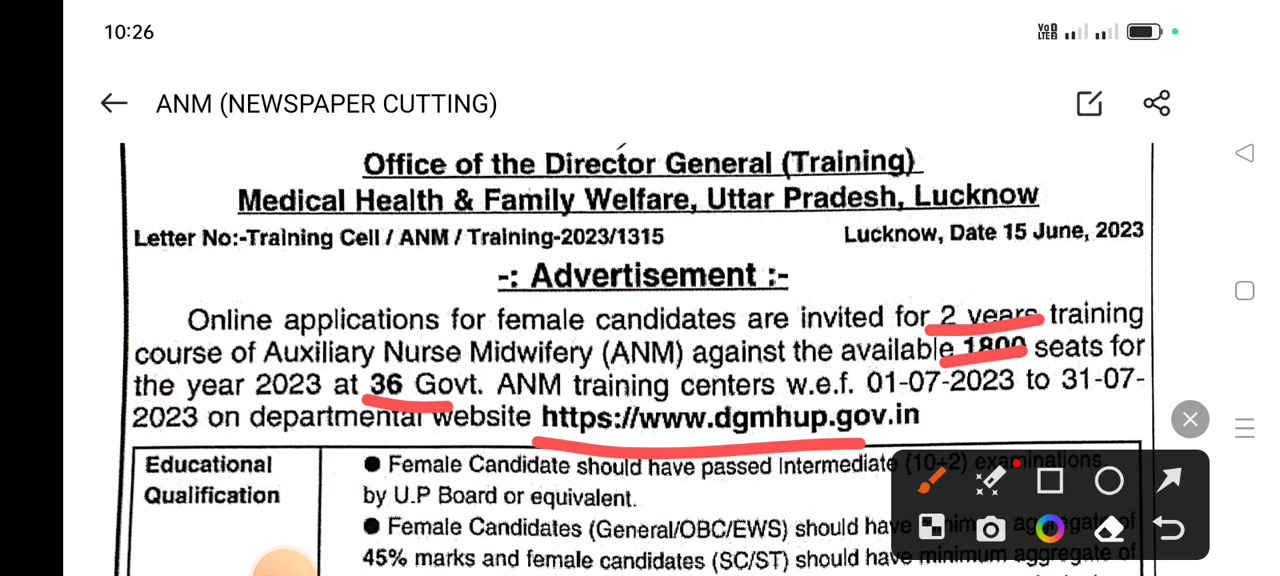 10:26
VoD LTE2
ANM (NEWSPAPER CUTTING)
Office of the Director General (Training)
Medical Health & Family Welfare, Uttar Pradesh, Lucknow
Letter No:-Training Cell / ANM / Training-2023/1315 Lucknow, Date 15 June, 2023
-: Advertisement :-
Online applications for female candidates are invited for 2 years training
course of Auxiliary Nurse Midwifery (ANM) against the available 1800 seats for
the year 2023 at 36 Govt. ANM training centers w.e.f. 01-07-2023 to 31-07-
2023 on departmental website https://www.dgmhup.gov.in
Educational
Qualification
● Female Candidate should have passed Intermediate (10+2) examinations
by U.P Board or equivalent.
● Female Candidates (General/OBC/EWS) should have minimum aggregate of
45% marks and female candidates (SC/ST) should have minimum aggregate of